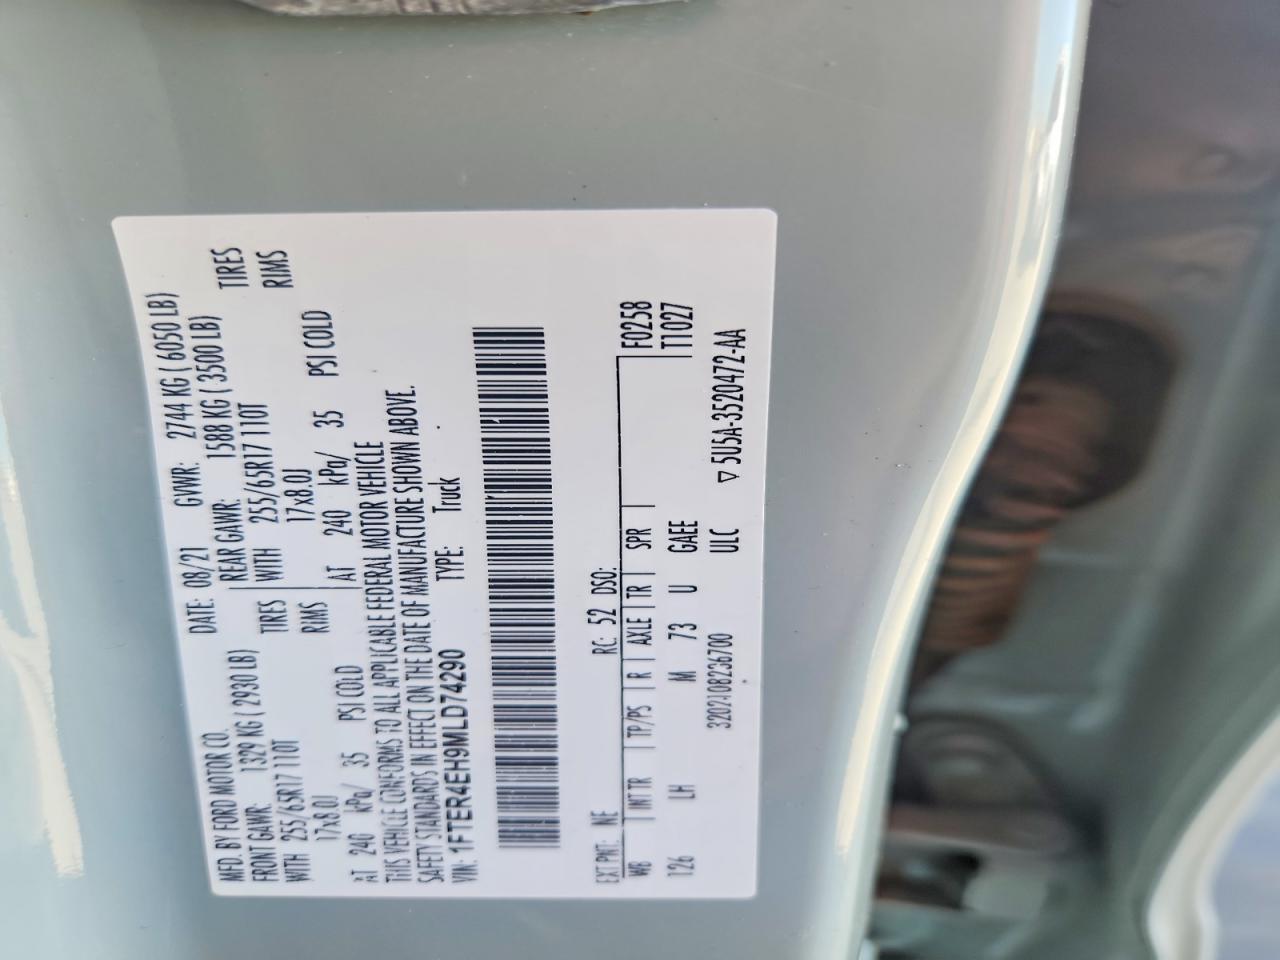 MFD. BY FORD MOTOR CO. DATE: 08/21 GVWR: 2744 KG ( 6050 LB)
FRONT GAWR: 1329 KG ( 2930 LB) REAR GAWR: 1588 KG ( 3500 LB)
WITH 255/65R17 110T TIRES WITH 255/65R17 110T TIRES
17x8.0J RIMS 17x8.0J RIMS
AT 240 kPa/ 35 PSI COLD AT 240 kPa/ 35 PSI COLD
THIS VEHICLE CONFORMS TO ALL APPLICABLE FEDERAL MOTOR VEHICLE
SAFETY STANDARDS IN EFFECT ON THE DATE OF MANUFACTURE SHOWN ABOVE.
VIN: 1FTER4EH9MLD74290 TYPE: Truck
EXT PNT: NE RC: 52 DSO:
WB INT TR TP/PS R AXLE TR SPR F0258
126 LH M 73 U GAEE T1027
3202108236700 ULC ▽ 5U5A-3520472-AA